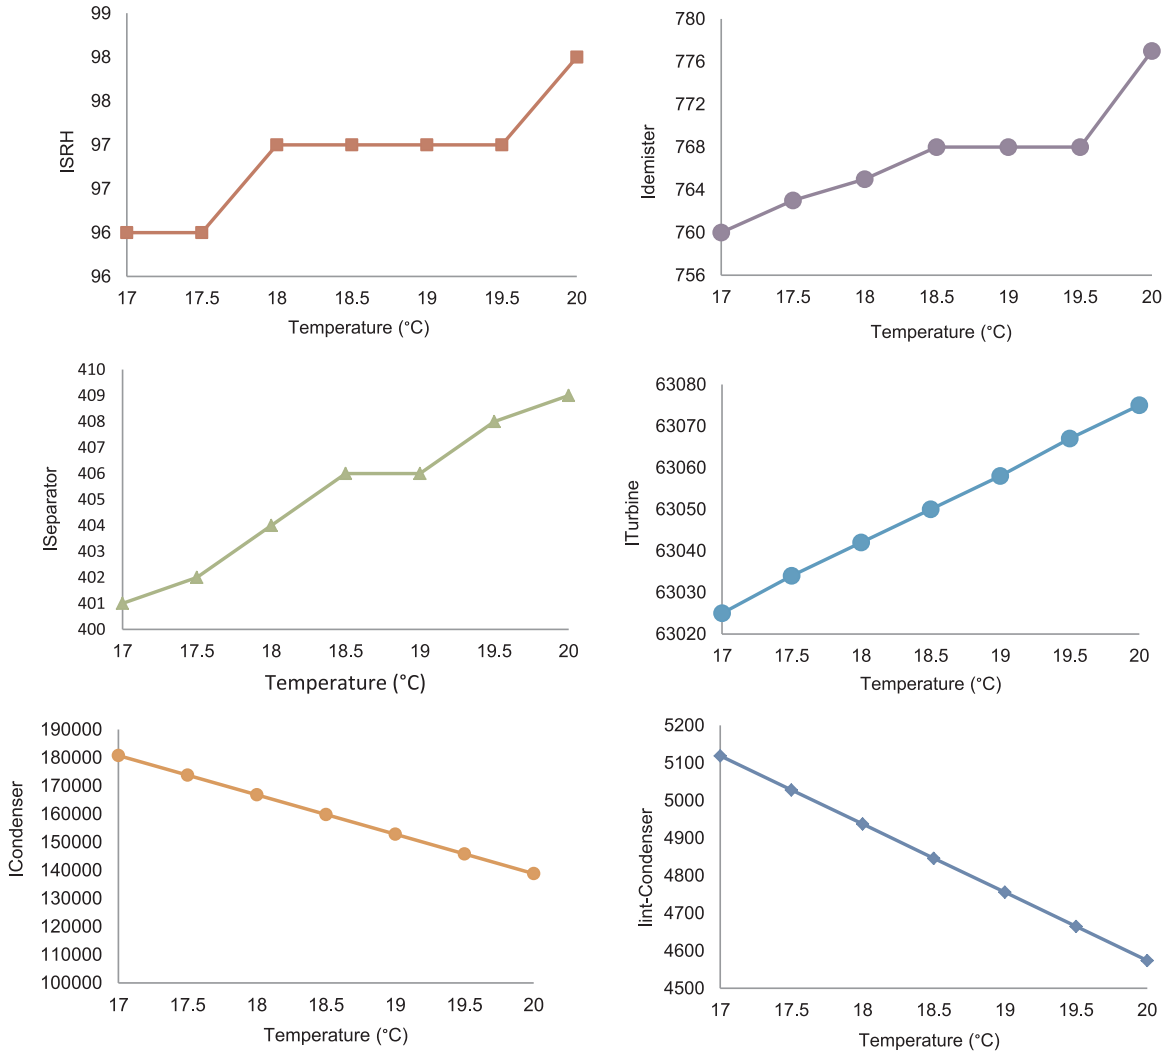 99
98
98
97
97
96
96
ISRH
17 17.5 18 18.5 19 19.5 20
Temperature (°C)
780
776
772
768
764
760
756
Idemister
17 17.5 18 18.5 19 19.5 20
Temperature (°C)
410
409
408
407
406
405
404
403
402
401
400
ISeparator
17 17.5 18 18.5 19 19.5 20
Temperature (°C)
63080
63070
63060
63050
63040
63030
63020
ITurbine
17 17.5 18 18.5 19 19.5 20
Temperature (°C)
190000
180000
170000
160000
150000
140000
130000
120000
110000
100000
ICondenser
17 17.5 18 18.5 19 19.5 20
Temperature (°C)
5200
5100
5000
4900
4800
4700
4600
4500
Iint-Condenser
17 17.5 18 18.5 19 19.5 20
Temperature (°C)